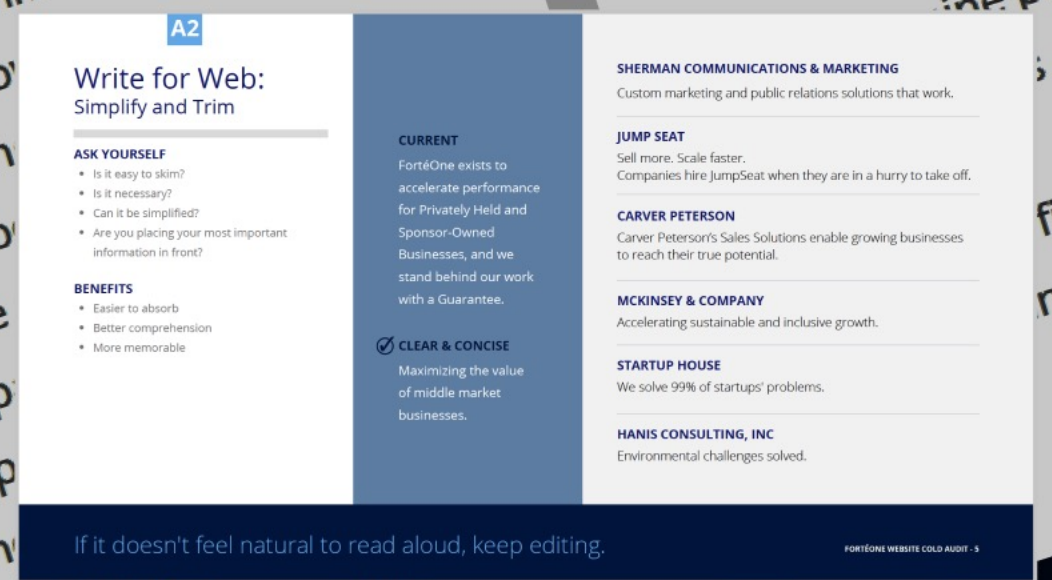 A2
Write for Web:
Simplify and Trim
ASK YOURSELF
• Is it easy to skim?
• Is it necessary?
• Can it be simplified?
• Are you placing your most important
information in front?
BENEFITS
• Easier to absorb
• Better comprehension
• More memorable
CURRENT
FortéOne exists to
accelerate performance
for Privately Held and
Sponsor-Owned
Businesses, and we
stand behind our work
with a Guarantee.
CLEAR & CONCISE
Maximizing the value
of middle market
businesses.
SHERMAN COMMUNICATIONS & MARKETING
Custom marketing and public relations solutions that work.
JUMP SEAT
Sell more. Scale faster.
Companies hire JumpSeat when they are in a hurry to take off.
CARVER PETERSON
Carver Peterson's Sales Solutions enable growing businesses
to reach their true potential.
MCKINSEY & COMPANY
Accelerating sustainable and inclusive growth.
STARTUP HOUSE
We solve 99% of startups' problems.
HANIS CONSULTING, INC
Environmental challenges solved.
If it doesn't feel natural to read aloud, keep editing.
FORTÉONE WEBSITE COLD AUDIT - 5